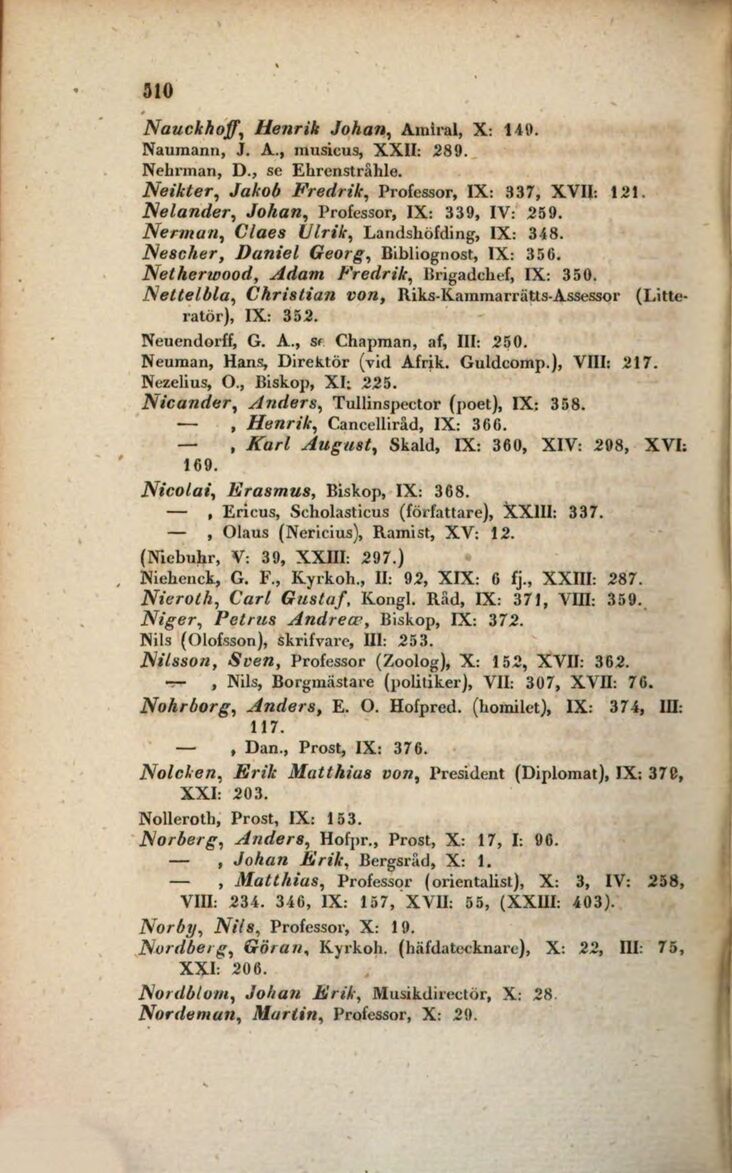 510
Nauckhoff, Henrik Johan, Amiral, X: 149.
Naumann, J. A., musicus, XXII: 289.
Nehrman, D., se Ehrenstråhle.
Neikter, Jakob Fredrik, Professor, IX: 337, XVII: 121.
Nelander, Johan, Professor, IX: 339, IV: 259.
Nerman, Claes Ulrik, Landshöfding, IX: 348.
Nescher, Daniel Georg, Bibliognost, IX: 356.
Netherwood, Adam Fredrik, Brigadchef, IX: 350.
Nettelbla, Christian von, Riks-Kammarrätts-Assessor (Litte-
ratör), IX: 352.
Neuendorff, G. A., se Chapman, af, III: 250.
Neuman, Hans, Direktör (vid Afrik. Guldcomp.), VIII: 217.
Nezelius, O., Biskop, XI: 225.
Nicander, Anders, Tullinspector (poet), IX: 358.
— , Henrik, Cancelliråd, IX: 366.
— , Karl August, Skald, IX: 360, XIV: 298, XVI:
169.
Nicolai, Erasmus, Biskop, IX: 368.
— , Ericus, Scholasticus (författare), XXIII: 337.
— , Olaus (Nericius), Ramist, XV: 12.
(Niebuhr, V: 39, XXIII: 297.)
Niehenck, G. F., Kyrkoh., II: 92, XIX: 6 fj., XXIII: 287.
Nieroth, Carl Gustaf, Kongl. Råd, IX: 371, VIII: 359.
Niger, Petrus Andreæ, Biskop, IX: 372.
Nils (Olofsson), skrifvare, III: 253.
Nilsson, Sven, Professor (Zoolog), X: 152, XVII: 362.
— , Nils, Borgmästare (politiker), VII: 307, XVII: 76.
Nohrborg, Anders, E. O. Hofpred. (homilet), IX: 374, III:
117.
— , Dan., Prost, IX: 376.
Nolcken, Erik Matthias von, President (Diplomat), IX: 378,
XXI: 203.
Nolleroth, Prost, IX: 153.
Norberg, Anders, Hofpr., Prost, X: 17, I: 96.
— , Johan Erik, Bergsråd, X: 1.
— , Matthias, Professor (orientalist), X: 3, IV: 258,
VIII: 234. 346, IX: 157, XVII: 55, (XXIII: 403).
Norby, Nils, Professor, X: 19.
Nordberg, Göran, Kyrkoh. (häfdatecknare), X: 22, III: 75,
XXI: 206.
Nordblom, Johan Erik, Musikdirectör, X: 28.
Nordeman, Martin, Professor, X: 29.